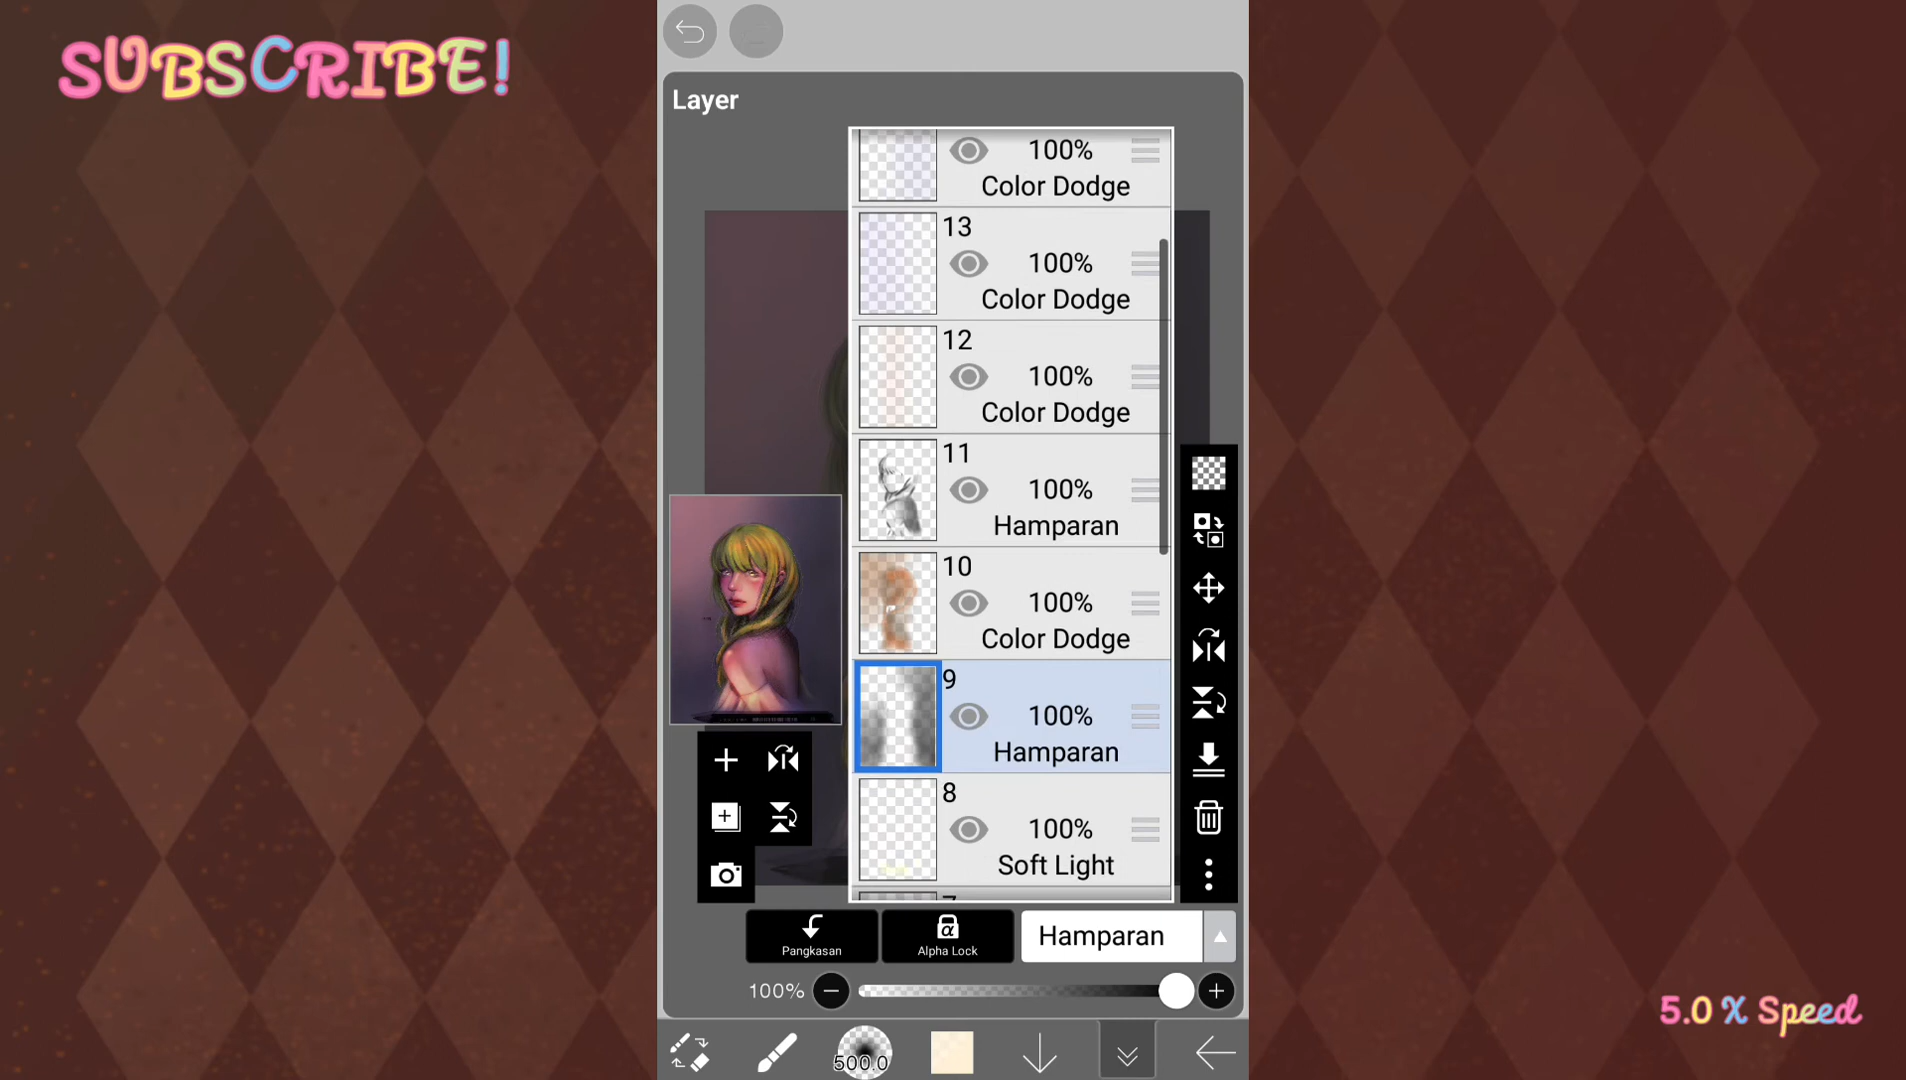 SUBSCRIBE!
Layer
100%
Color Dodge
13
100%
Color Dodge
12
100%
Color Dodge
11
100%
Hamparan
10
100%
Color Dodge
9
100%
Hamparan
8
100%
Soft Light
Pangkasan
Alpha Lock
Hamparan
100%
500.0
5.0 X Speed